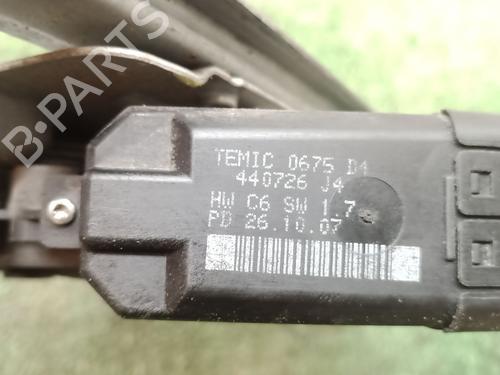 B-PARTS
TEMIC 0675 D4
440726 J4
HW C6 SW 1.7
PD 26.10.07